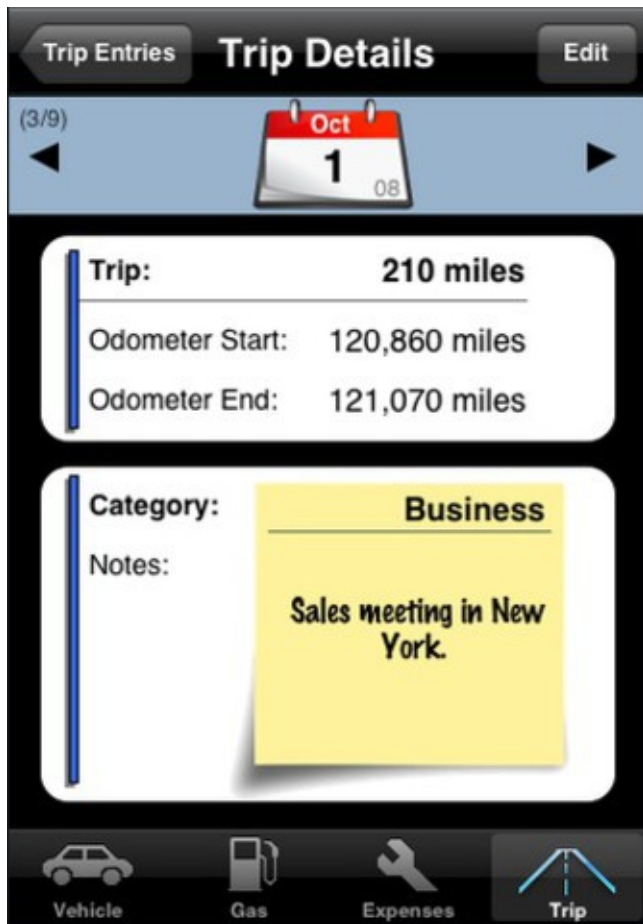 Trip Entries Trip Details Edit
(3/9)
Oct
1
08
Trip: 210 miles
Odometer Start: 120,860 miles
Odometer End: 121,070 miles
Category: Business
Notes:
Sales meeting in New
York.
Vehicle Gas Expenses Trip